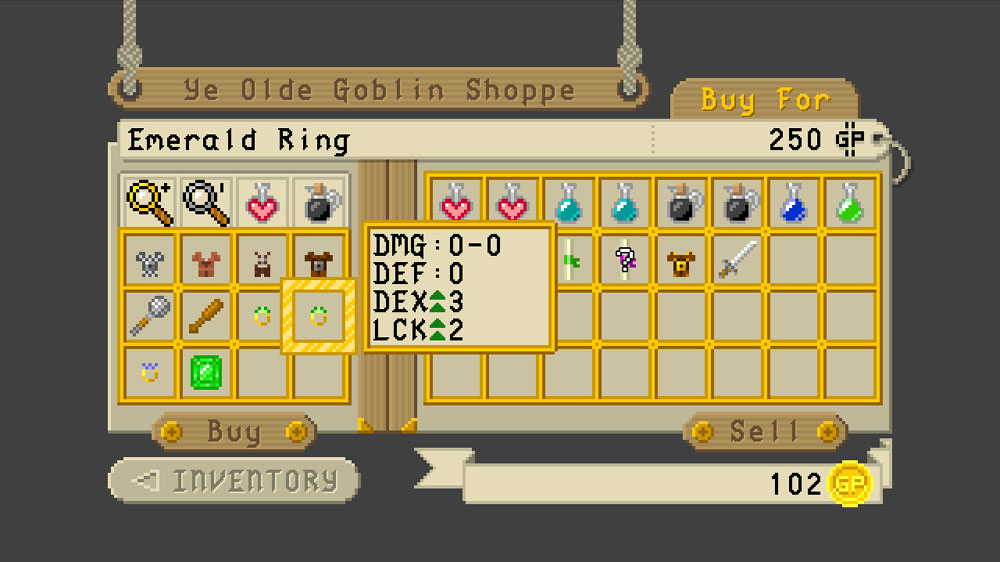 Ye Olde Goblin Shoppe
Buy For
Emerald Ring
250 GP
DMG:0-0
DEF:0
DEX 3
LCK 2
Buy
Sell
INVENTORY
102 GP